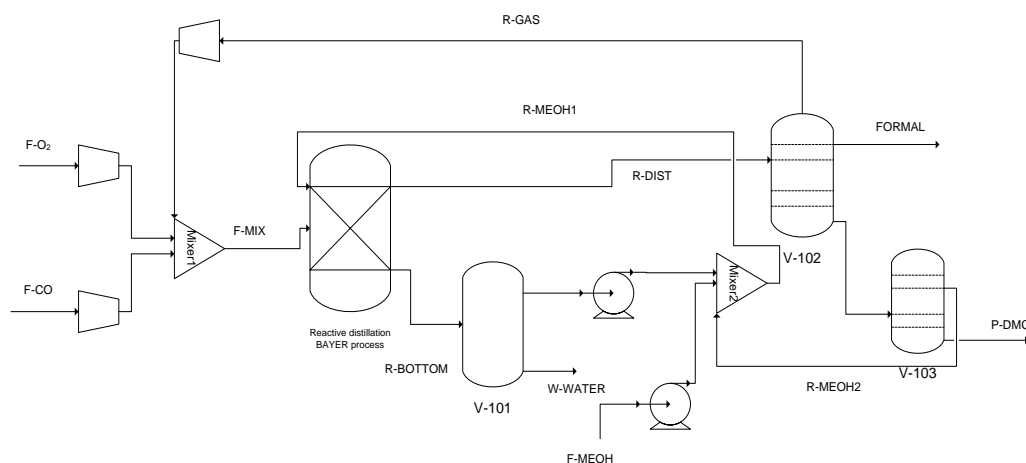 R-GAS
R-MEOH1
FORMAL
F-O₂
R-DIST
F-MIX
Mixer1
V-102
Mixer2
F-CO
Reactive distillation
BAYER process
P-DMC
R-BOTTOM
W-WATER
V-103
R-MEOH2
V-101
F-MEOH